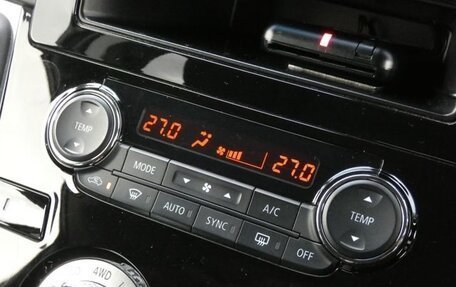 27.0
27.0
TEMP
MODE
AUTO
SYNC
A/C
OFF
TEMP
4WD